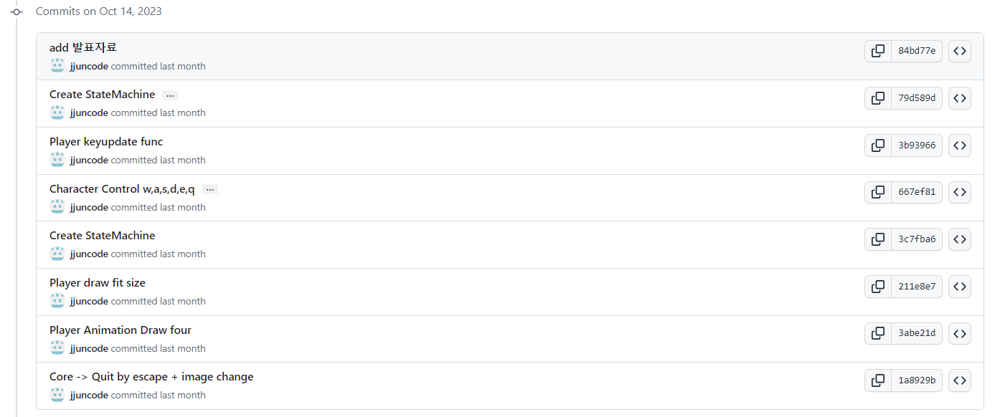 Commits on Oct 14, 2023
add 발표자료
jjuncode committed last month
84bd77e
Create StateMachine ...
jjuncode committed last month
79d589d
Player keyupdate func
jjuncode committed last month
3b93966
Character Control w,a,s,d,e,q ...
jjuncode committed last month
667ef81
Create StateMachine
jjuncode committed last month
3c7fba6
Player draw fit size
jjuncode committed last month
211e8e7
Player Animation Draw four
jjuncode committed last month
3abe21d
Core -> Quit by escape + image change
jjuncode committed last month
1a8929b